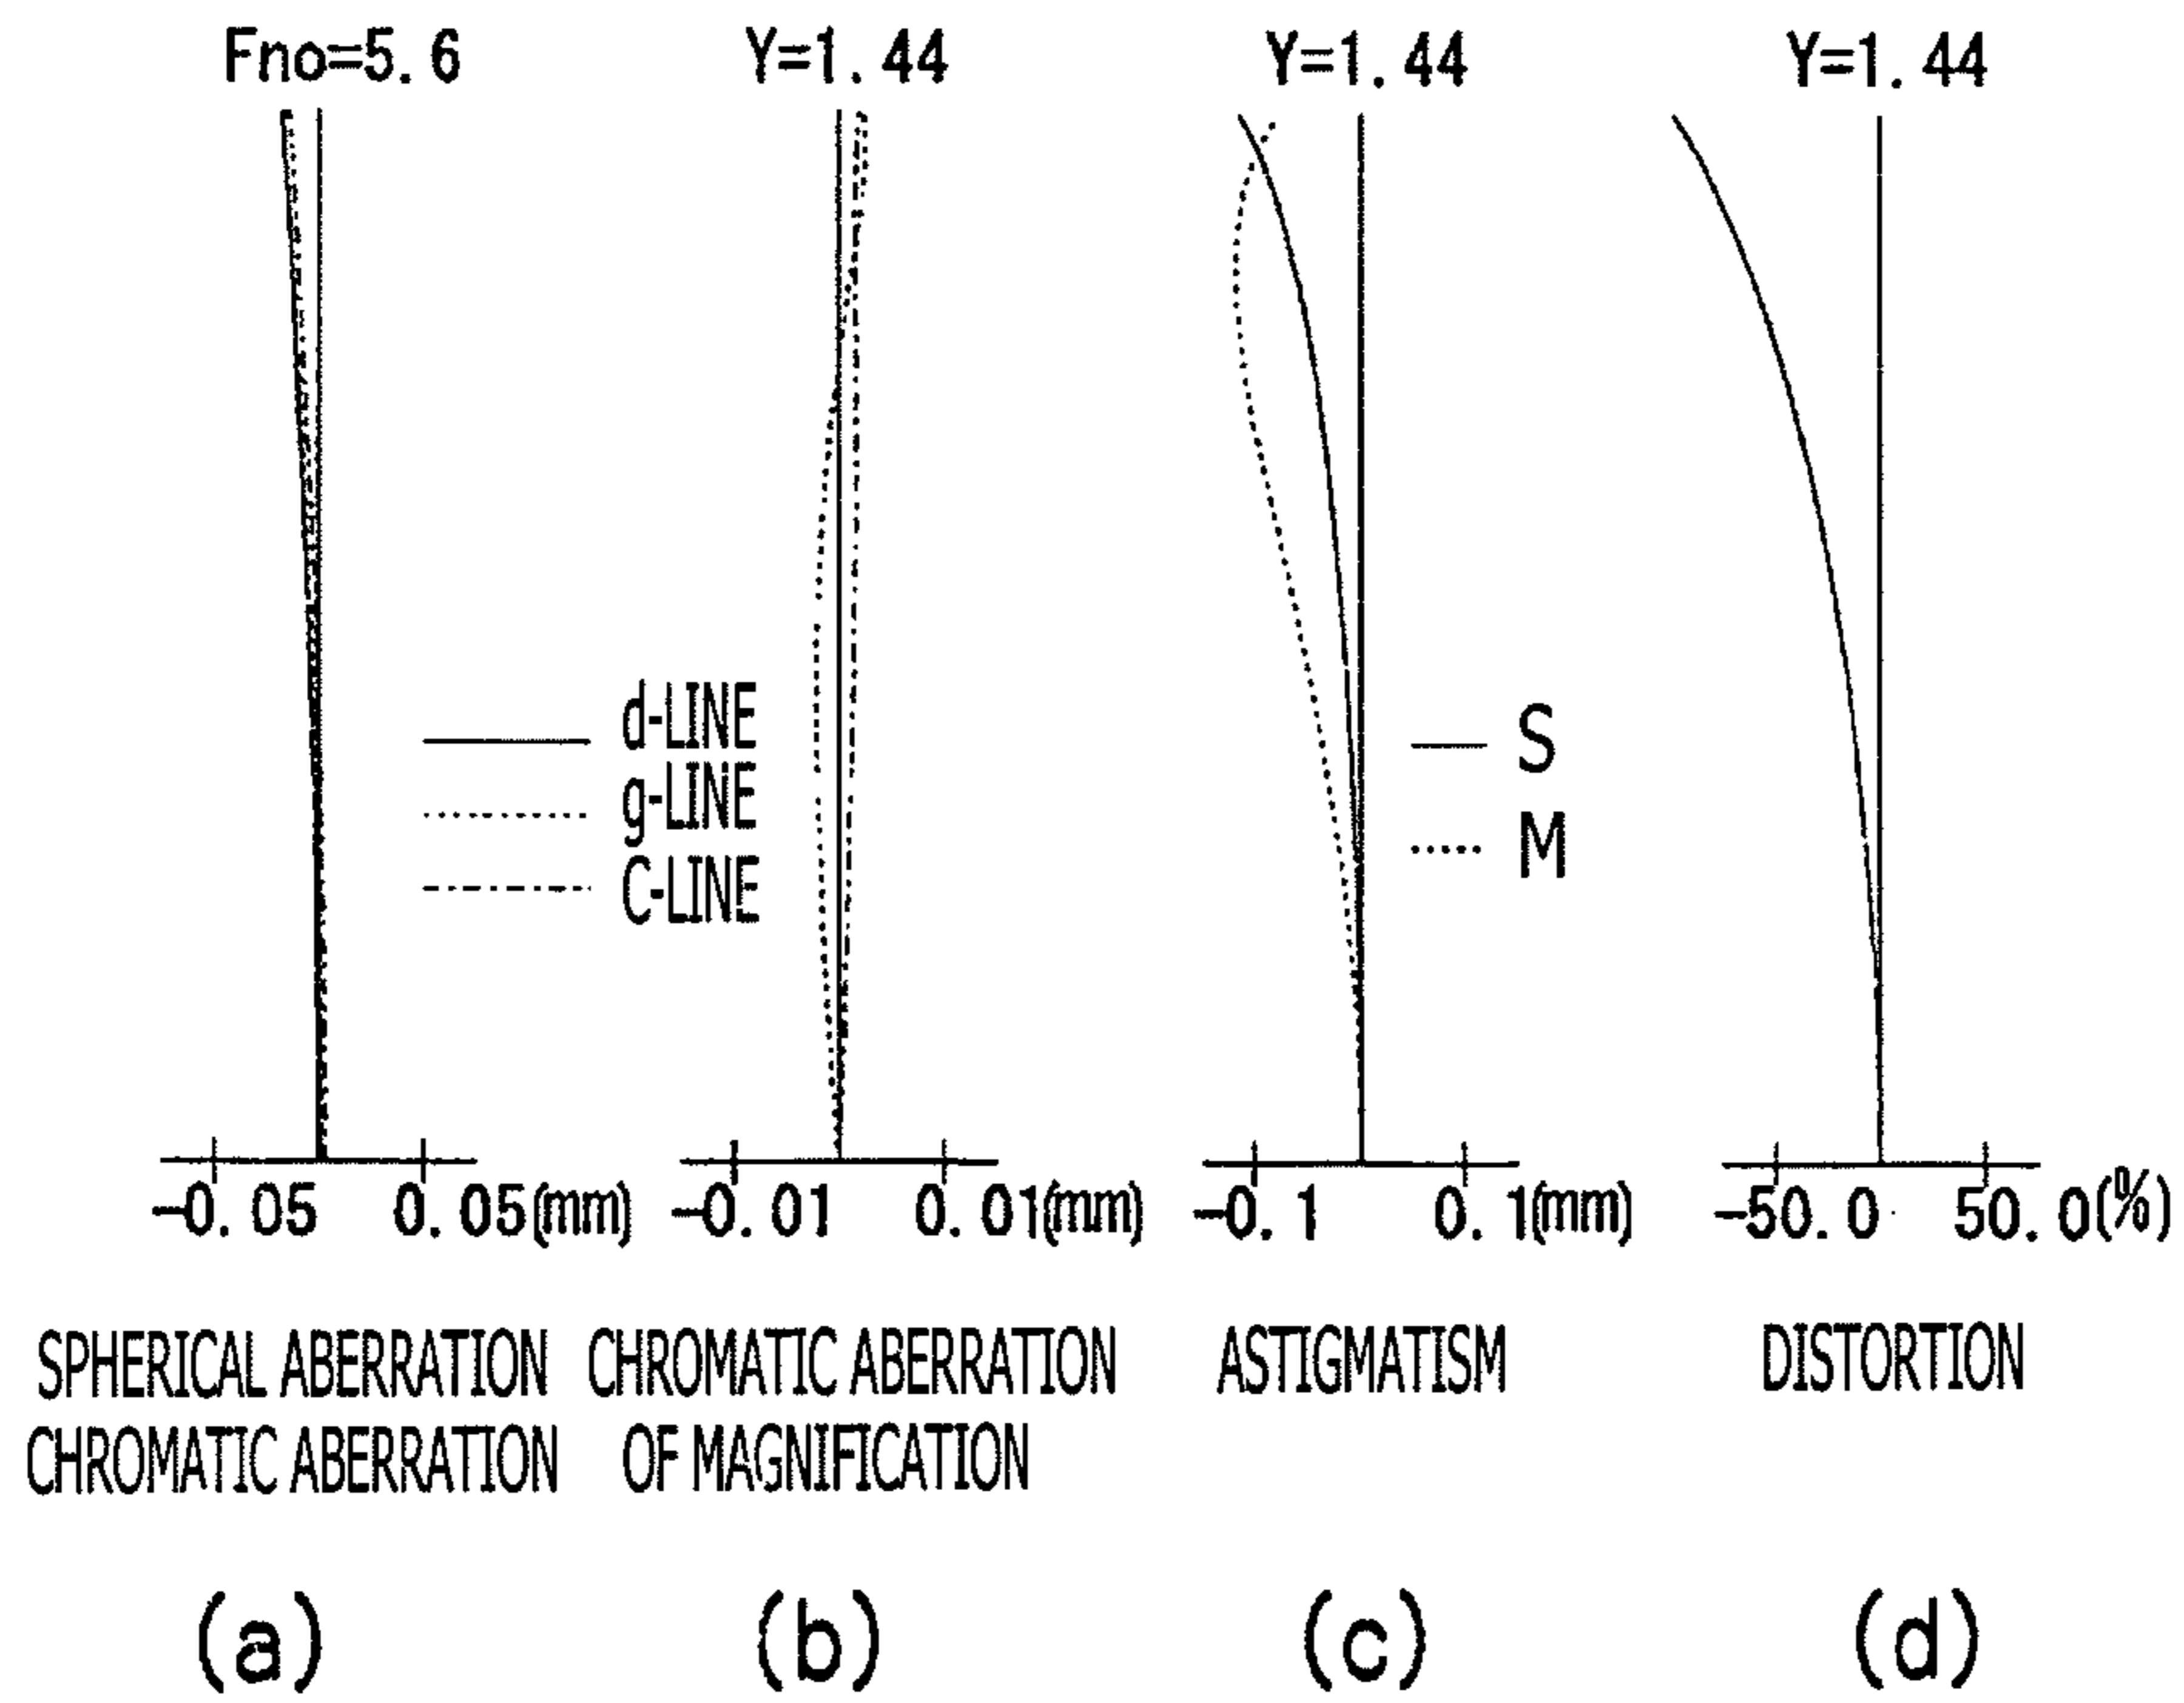 Fno=5.6
Y=1.44
Y=1.44
Y=1.44
d-LINE
g-LINE
C-LINE
S
M
-0.05 0.05(mm)
-0.01 0.01(mm)
-0.1 0.1(mm)
-50.0 50.0(%)
SPHERICAL ABERRATION
CHROMATIC ABERRATION
CHROMATIC ABERRATION
OF MAGNIFICATION
ASTIGMATISM
DISTORTION
(a)
(b)
(c)
(d)